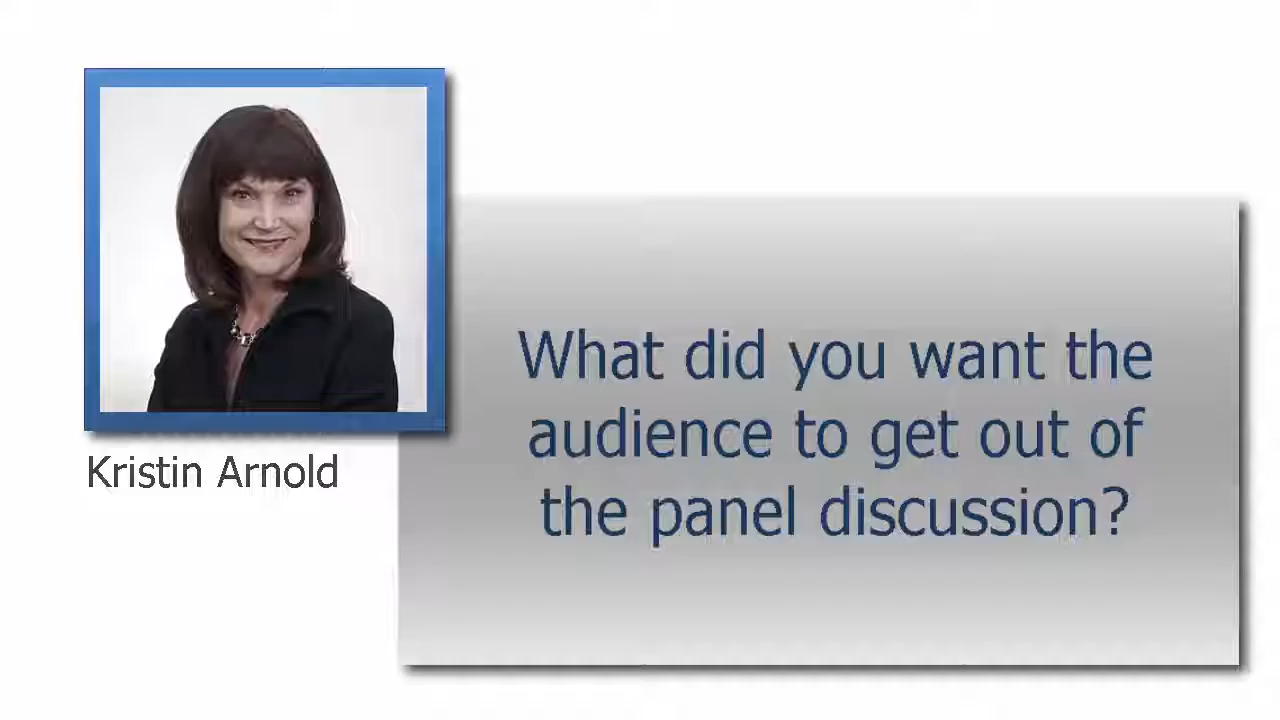 Kristin Arnold
What did you want the
audience to get out of
the panel discussion?